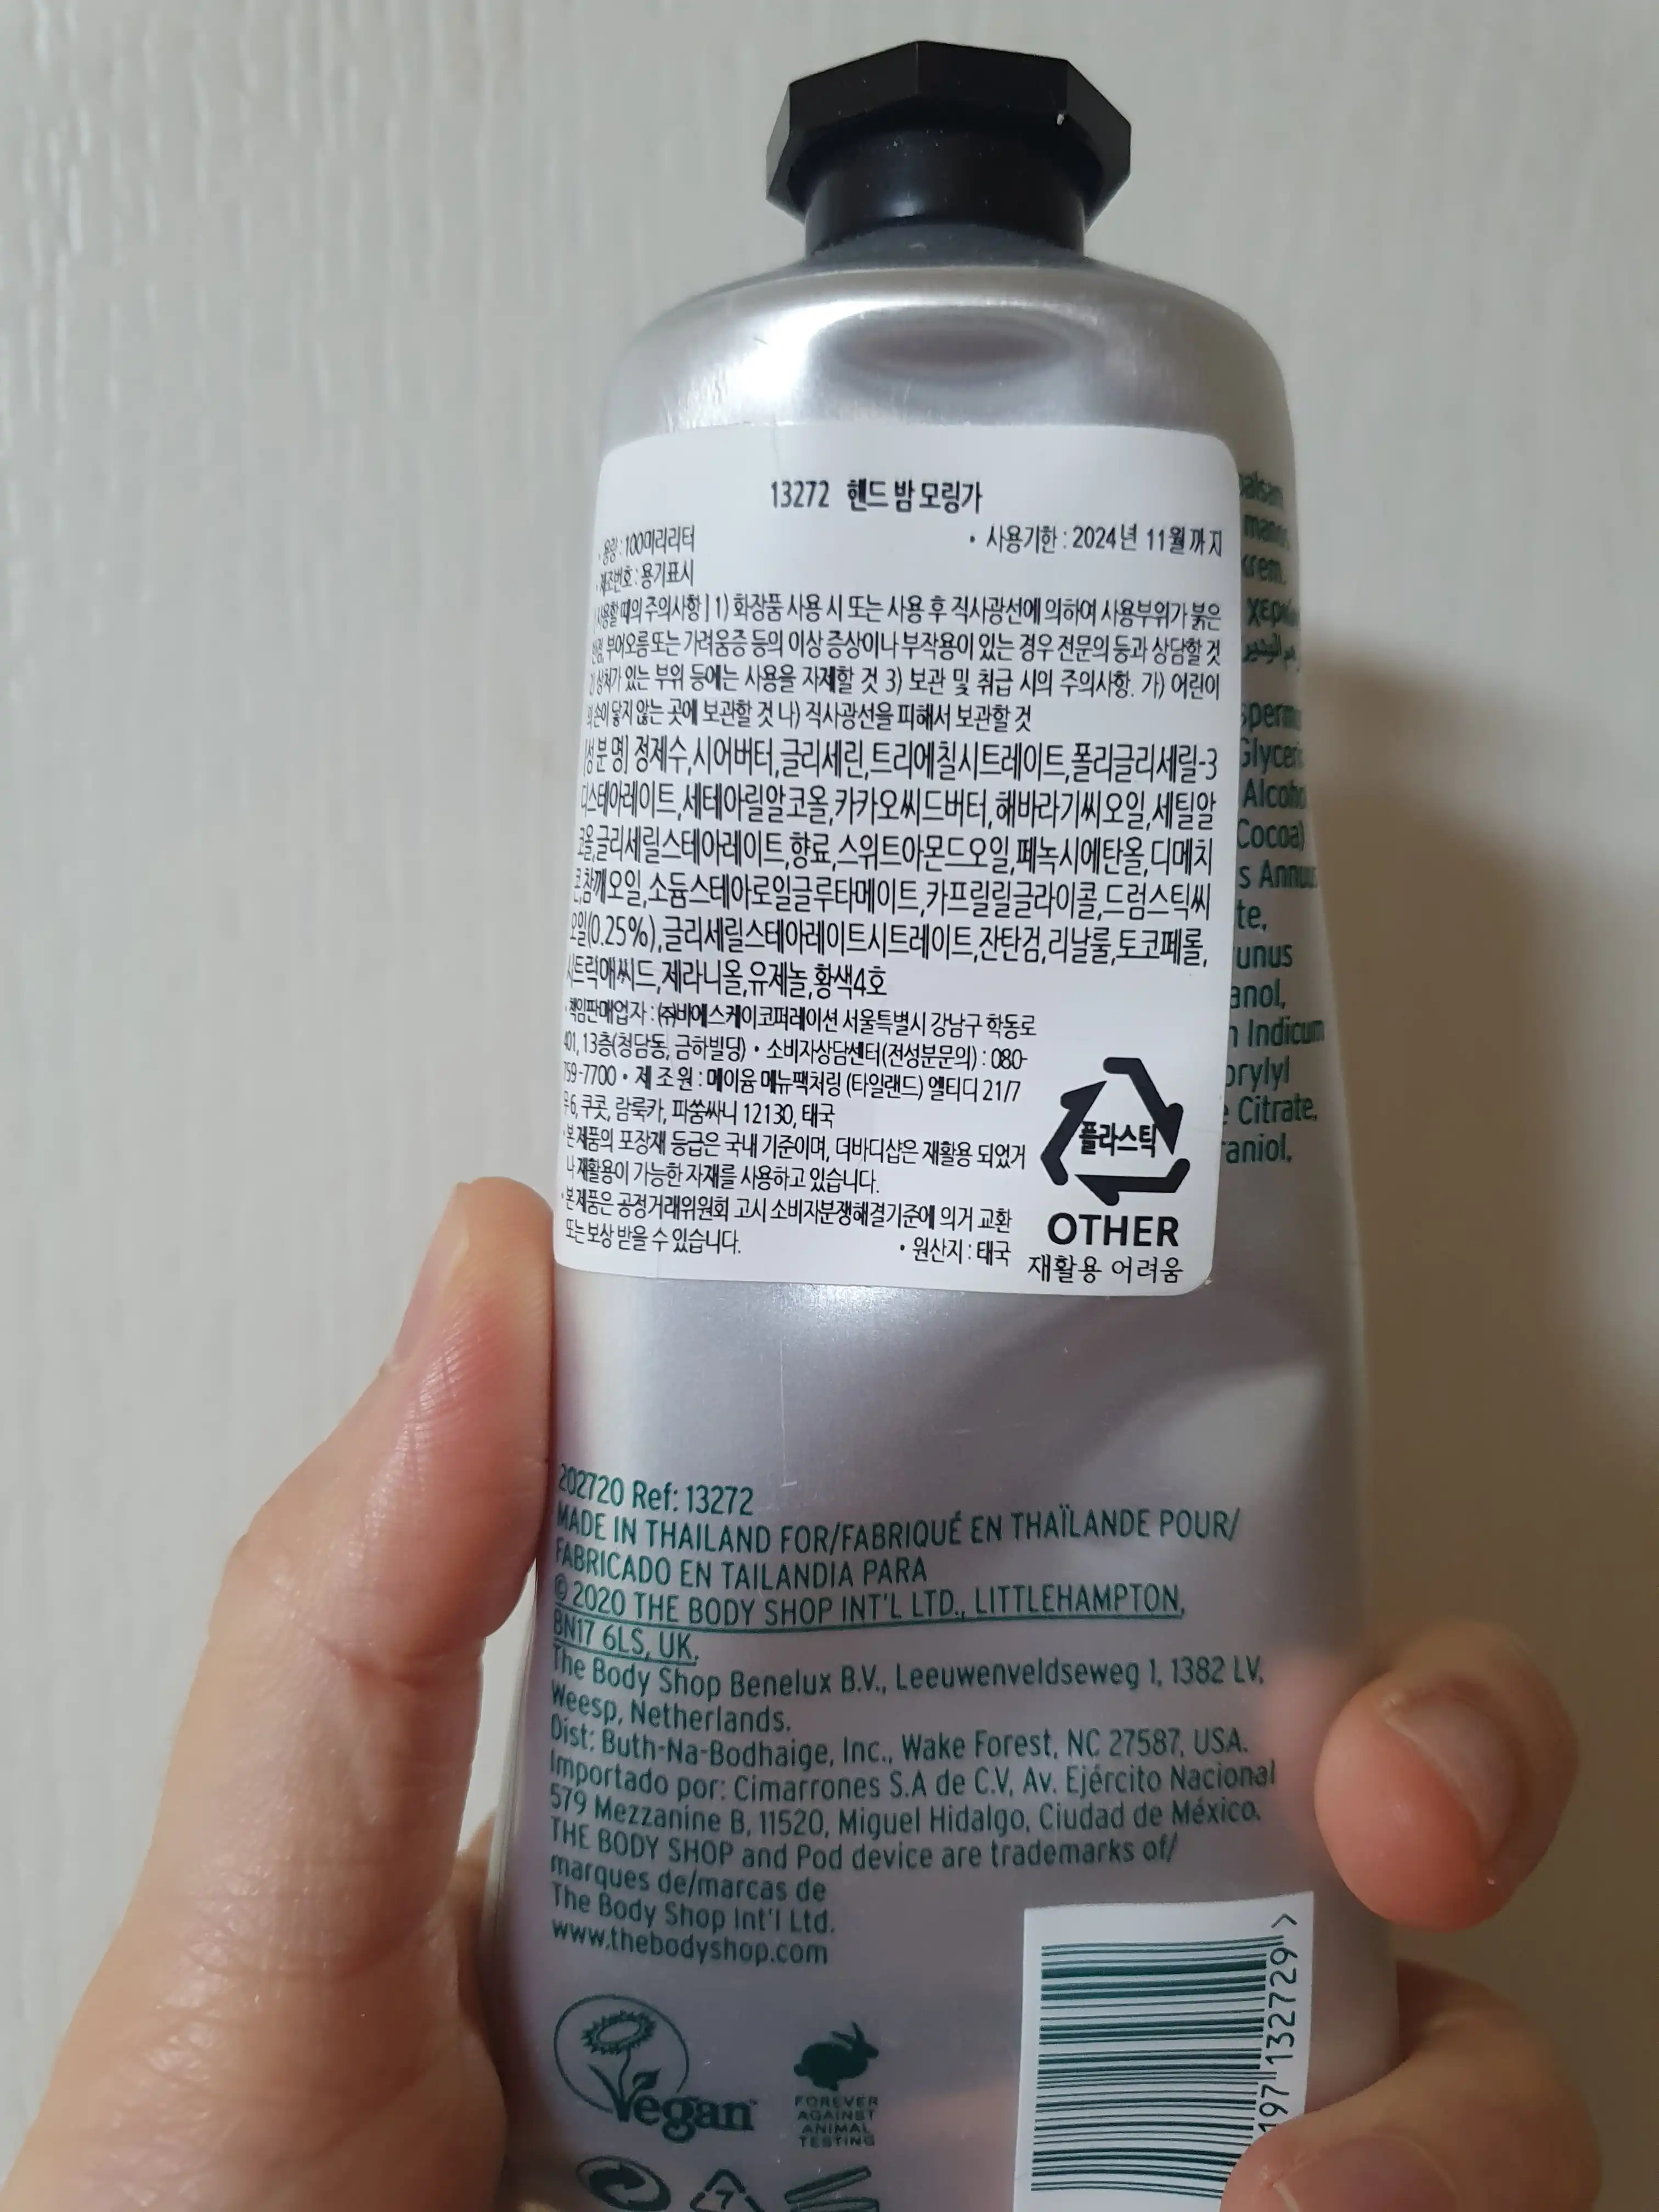 13272 핸드 밤 모링가
• 용량 : 100미리리터
• 사용기한 : 2024년 11월까지
• 제조번호 : 용기표시
[사용할 때의 주의사항] 1) 화장품 사용 시 또는 사용 후 직사광선에 의하여 사용부위가 붉은
반점, 부어오름 또는 가려움증 등의 이상 증상이나 부작용이 있는 경우 전문의 등과 상담할 것
2) 상처가 있는 부위 등에는 사용을 자제할 것 3) 보관 및 취급 시의 주의사항. 가) 어린이
의 손이 닿지 않는 곳에 보관할 것 나) 직사광선을 피해서 보관할 것
[성분명] 정제수,시어버터,글리세린,트리에칠시트레이트,폴리글리세릴-3
디스테아레이트,세테아릴알코올,카카오씨드버터,해바라기씨오일,세틸알
코올,글리세릴스테아레이트,향료,스위트아몬드오일,페녹시에탄올,디메치
콘,참깨오일,소듐스테아로일글루타메이트,카프릴릴글라이콜,드럼스틱씨
오일(0.25%),글리세릴스테아레이트시트레이트,잔탄검,리날룰,토코페롤,
시트릭애씨드,제라니올,유제놀,황색4호
• 책임판매업자 : (주)비에스케이코퍼레이션 서울특별시 강남구 학동로
401, 13층(청담동, 금하빌딩) • 소비자상담센터(전성분문의) : 080-
759-7700 • 제조원 : 메이윰 메뉴팩처링 (타일랜드) 엘티디 21/7
무6, 쿠콧, 람룩카, 피쑴싸니 12130, 태국
• 본 제품의 포장재 등급은 국내 기준이며, 더바디샵은 재활용 되었거
나 재활용이 가능한 자재를 사용하고 있습니다.
• 본 제품은 공정거래위원회 고시 소비자분쟁해결기준에 의거 교환
또는 보상 받을 수 있습니다.
• 원산지 : 태국
플라스틱
OTHER
재활용 어려움
balsam
manos
crem
Glyceri
Alcoho
Cocoa)
s Annuus
te,
unus
anol,
Indicum
prylyl
Citrate,
raniol,
202720 Ref: 13272
MADE IN THAILAND FOR/FABRIQUÉ EN THAÏLANDE POUR/
FABRICADO EN TAILANDIA PARA
© 2020 THE BODY SHOP INT'L LTD., LITTLEHAMPTON,
BN17 6LS, UK.
The Body Shop Benelux B.V., Leeuwenveldseweg 1, 1382 LV,
Weesp, Netherlands.
Dist: Buth-Na-Bodhaige, Inc., Wake Forest, NC 27587, USA.
Importado por: Cimarrones S.A de C.V, Av. Ejército Nacional
579 Mezzanine B, 11520, Miguel Hidalgo, Ciudad de México.
THE BODY SHOP and Pod device are trademarks of/
marques de/marcas de
The Body Shop Int'l Ltd.
www.thebodyshop.com
Vegan
FOREVER
AGAINST
ANIMAL
TESTING
197 132729 >
7